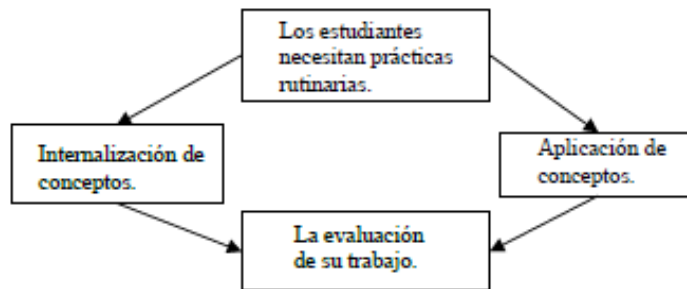 Los estudiantes
necesitan prácticas
rutinarias.
Internalización de
conceptos.
Aplicación de
conceptos.
La evaluación
de su trabajo.